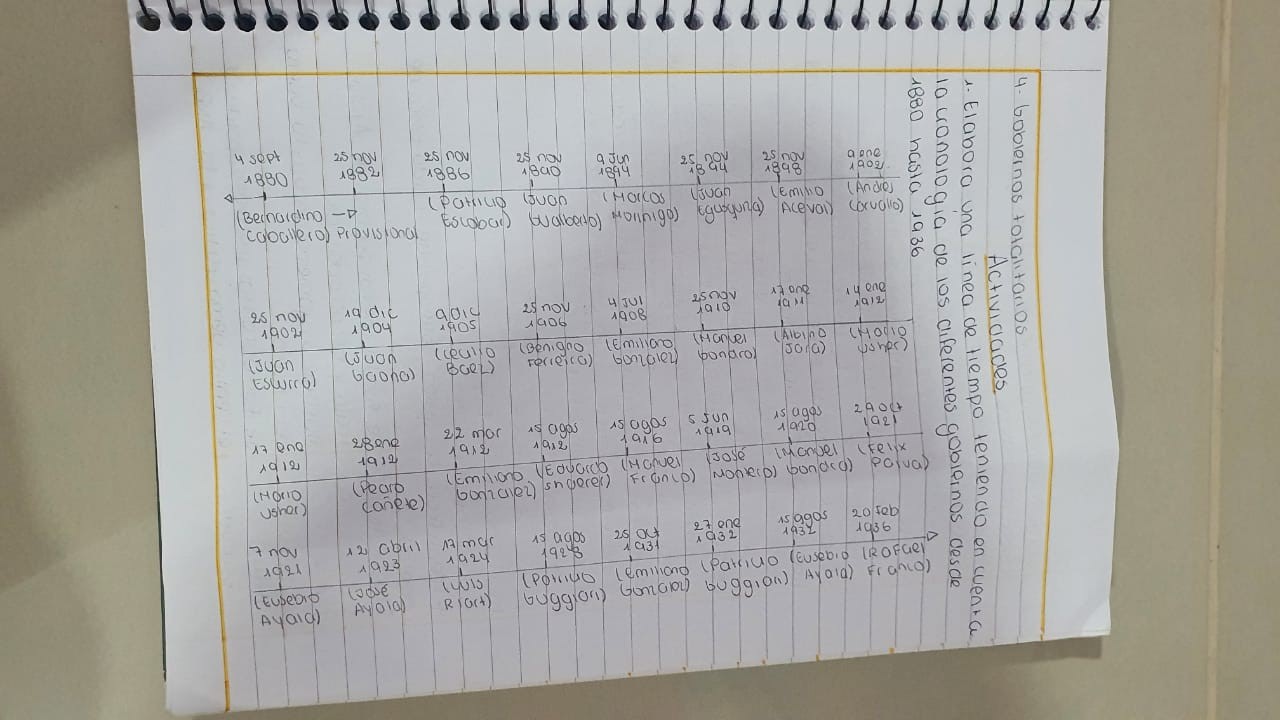 4. Gobiernos totalitarios
Actividades
1. Elabora una línea de tiempo teniendo en cuenta
la cronología de los diferentes gobiernos desde
1880 hasta 1936
4 sept 25 nov 25 nov 25 nov 9 Jun 25 nov 25 nov 9 ene
1880 1882 1886 1890 1894 1894 1898 1902
(Bernardino → (Patricio (Juan (Marcos (Juan (Emilio (Andres
Caballero) Provisional Escobar) Gualberto) Morinigo) Egusquiza) Aceval) Carvallo)
25 nov 19 dic 9 dic 25 nov 4 Jul 25 nov 17 ene 14 ene
1902 1904 1905 1906 1908 1910 1911 1912
(Juan (Juan (Cecilio (Benigno (Emiliano (Manuel (Albino (Mario
Escurra) Gaona) Baez) Ferreira) Gonzalez) Gondra) Jara) Usher)
17 ene 28 ene 22 mar 15 agos 15 agos 5 Jun 15 agos 29 Oct
1912 1912 1912 1912 1916 1919 1920 1921
(Mario (Pedro (Emiliano (Eduardo (Manuel (José (Manuel (Felix
Usher) Cañete) Gonzalez) Franco) Montero) Gondra) Paiva)
7 nov 12 abril 17 mar 15 agos 25 Oct 27 ene 15 agos 20 feb
1921 1923 1924 1928 1931 1932 1932 1936
(Eusebio (José (Luis (Patricio (Emiliano (Patricio (Eusebio (Rafael
Ayala) Ayala) Riart) Guggiari) Gonzalez) Guggiari) Ayala) Franco)